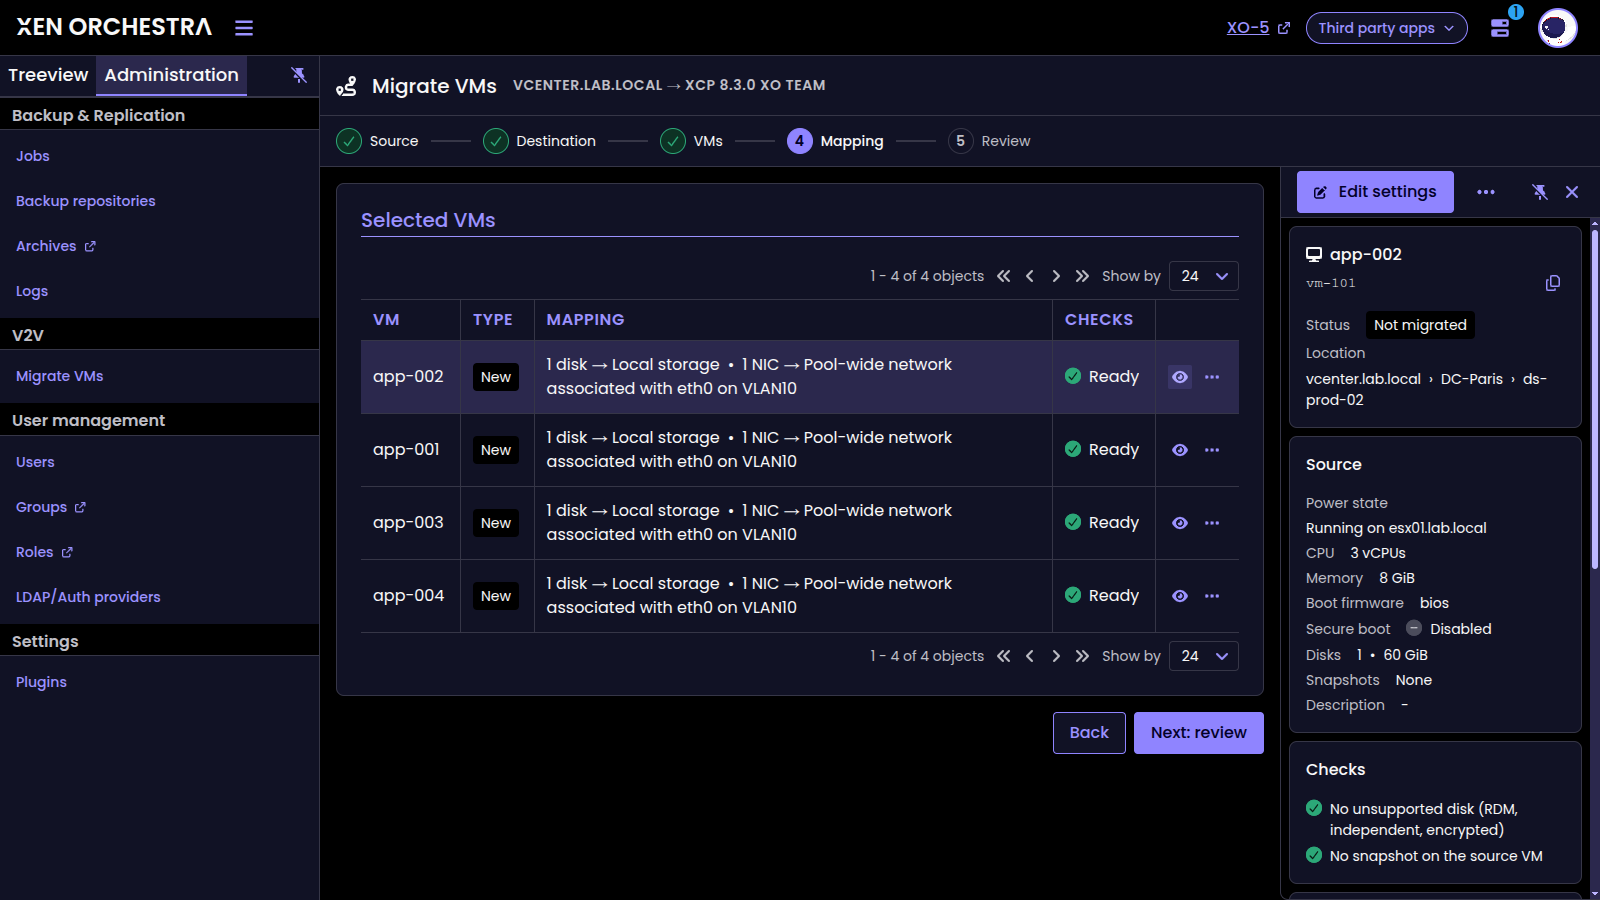 XEN ORCHESTRA
XO-5
Third party apps
1
Treeview
Administration
Backup & Replication
Jobs
Backup repositories
Archives
Logs
V2V
Migrate VMs
User management
Users
Groups
Roles
LDAP/Auth providers
Settings
Plugins
Migrate VMs
VCENTER.LAB.LOCAL → XCP 8.3.0 XO TEAM
Source
Destination
VMs
4 Mapping
5 Review
Selected VMs
1 - 4 of 4 objects
Show by
24
VM
TYPE
MAPPING
CHECKS
app-002
New
1 disk → Local storage • 1 NIC → Pool-wide network
associated with eth0 on VLAN10
Ready
app-001
New
1 disk → Local storage • 1 NIC → Pool-wide network
associated with eth0 on VLAN10
Ready
app-003
New
1 disk → Local storage • 1 NIC → Pool-wide network
associated with eth0 on VLAN10
Ready
app-004
New
1 disk → Local storage • 1 NIC → Pool-wide network
associated with eth0 on VLAN10
Ready
1 - 4 of 4 objects
Show by
24
Back
Next: review
Edit settings
app-002
vm-101
Status Not migrated
Location
vcenter.lab.local › DC-Paris › ds-
prod-02
Source
Power state
Running on esx01.lab.local
CPU 3 vCPUs
Memory 8 GiB
Boot firmware bios
Secure boot Disabled
Disks 1 • 60 GiB
Snapshots None
Description -
Checks
No unsupported disk (RDM,
independent, encrypted)
No snapshot on the source VM